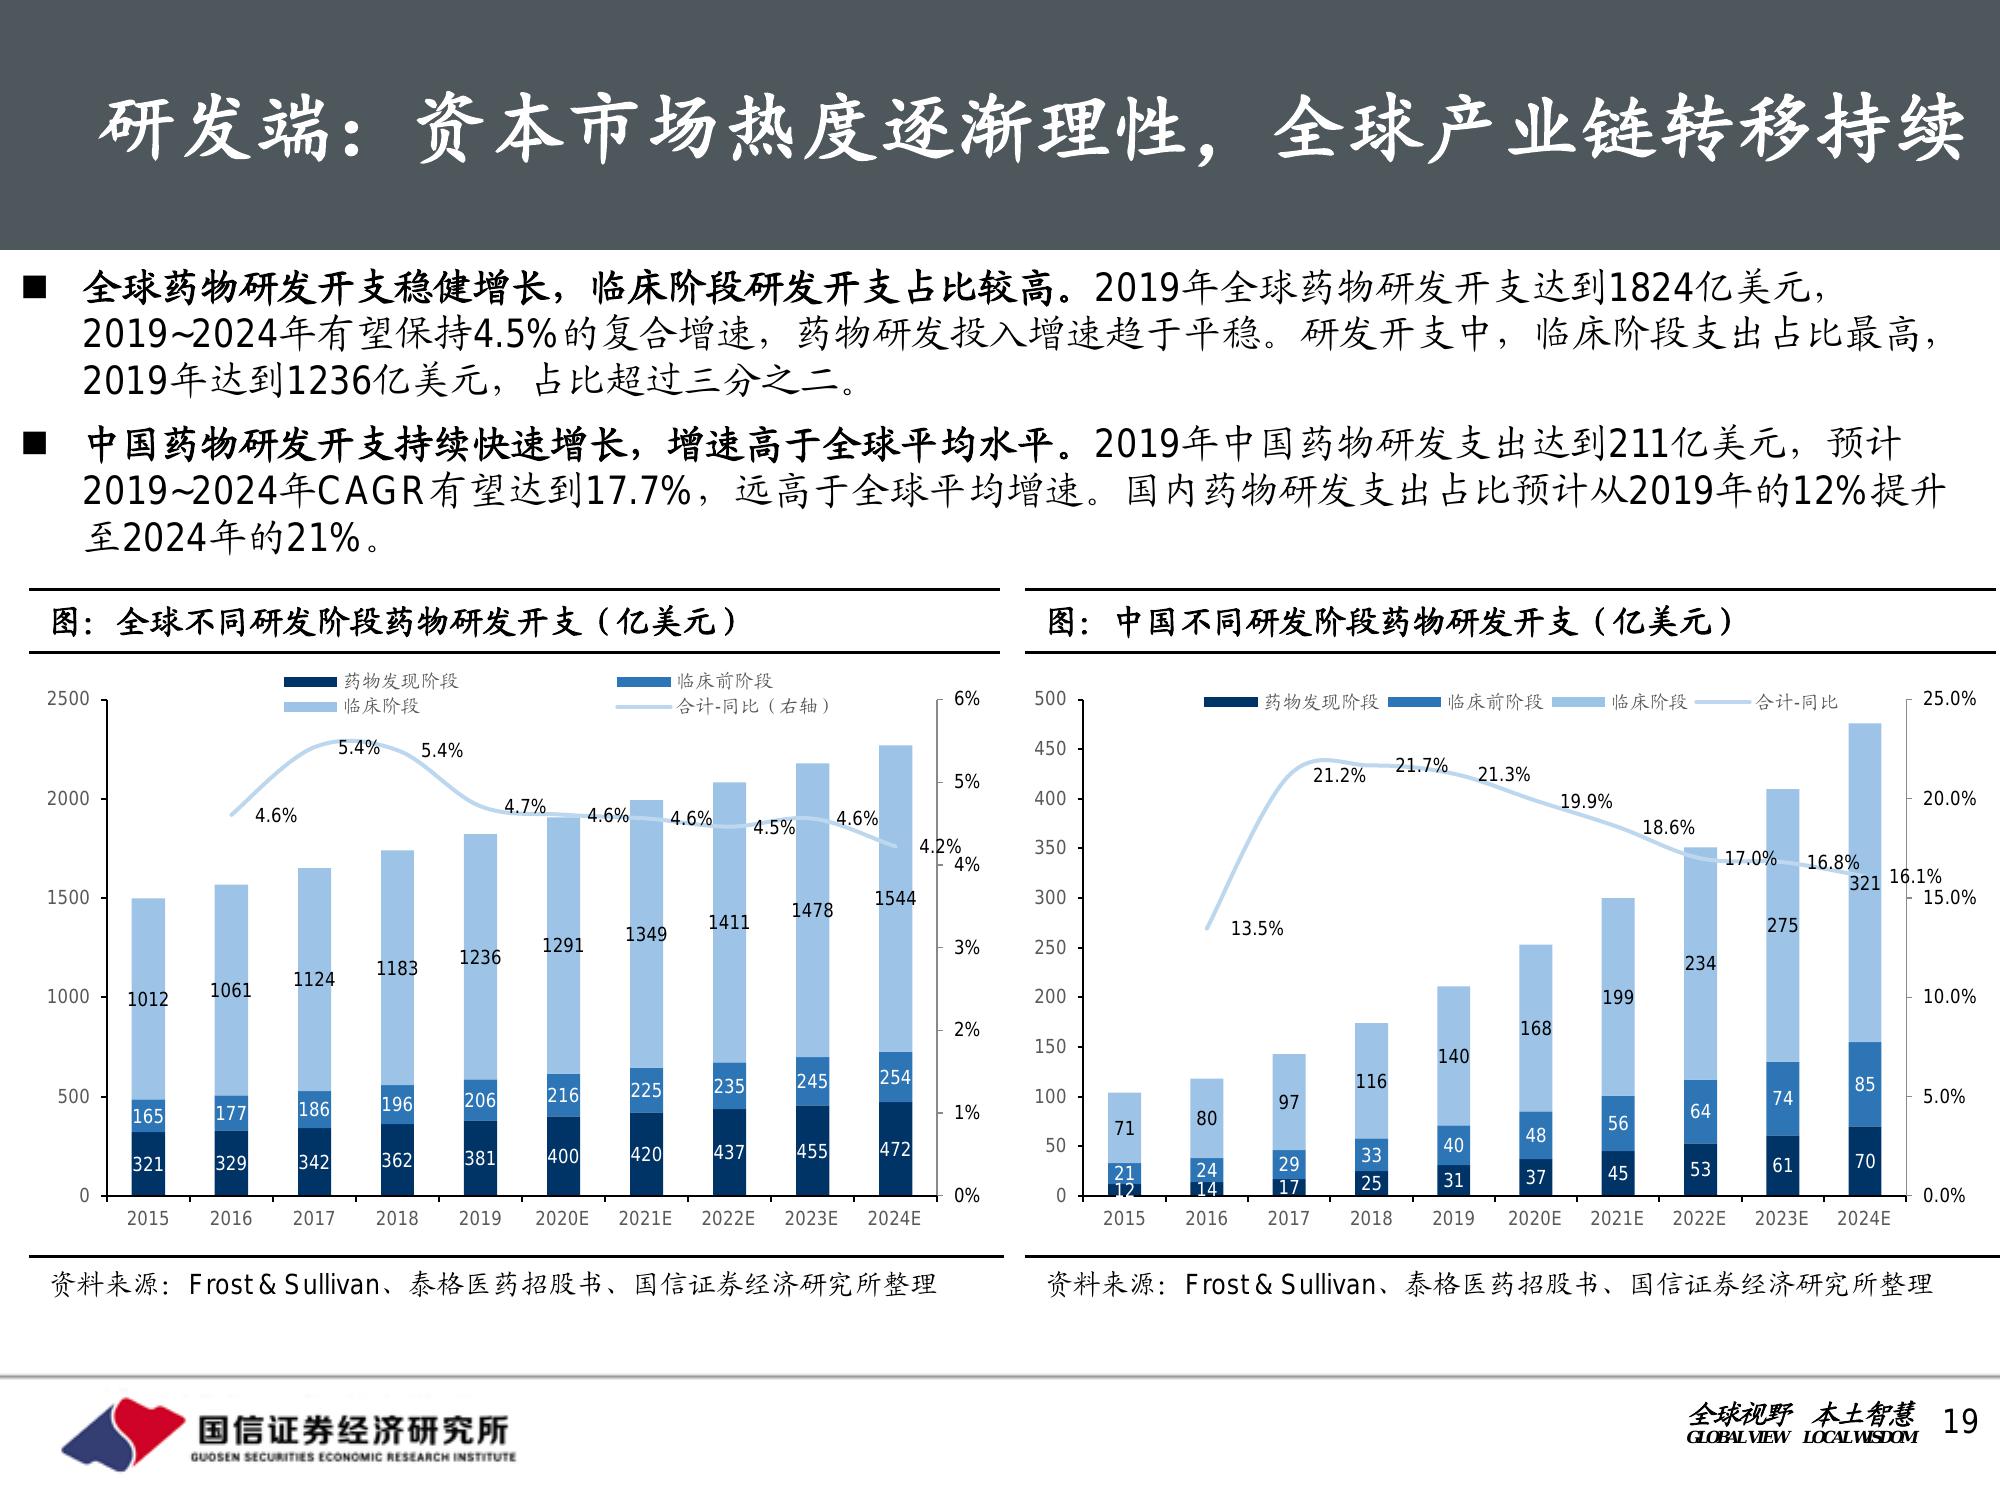 研发端：资本市场热度逐渐理性，全球产业链转移持续
■ 全球药物研发开支稳健增长，临床阶段研发开支占比较高。2019年全球药物研发开支达到1824亿美元，
2019~2024年有望保持4.5%的复合增速，药物研发投入增速趋于平稳。研发开支中，临床阶段支出占比最高，
2019年达到1236亿美元，占比超过三分之二。
■ 中国药物研发开支持续快速增长，增速高于全球平均水平。2019年中国药物研发支出达到211亿美元，预计
2019~2024年CAGR有望达到17.7%，远高于全球平均增速。国内药物研发支出占比预计从2019年的12%提升
至2024年的21%。
图：全球不同研发阶段药物研发开支（亿美元）
药物发现阶段 临床前阶段
临床阶段 合计-同比（右轴）
2500
2000
1500
1000
500
0
6%
5%
4%
3%
2%
1%
0%
4.6% 5.4% 5.4% 4.7% 4.6% 4.6% 4.5% 4.6% 4.2%
1012 1061 1124 1183 1236 1291 1349 1411 1478 1544
165 177 186 196 206 216 225 235 245 254
321 329 342 362 381 400 420 437 455 472
2015 2016 2017 2018 2019 2020E 2021E 2022E 2023E 2024E
资料来源：Frost & Sullivan、泰格医药招股书、国信证券经济研究所整理
图：中国不同研发阶段药物研发开支（亿美元）
药物发现阶段 临床前阶段 临床阶段 合计-同比
500
450
400
350
300
250
200
150
100
50
0
25.0%
20.0%
15.0%
10.0%
5.0%
0.0%
13.5% 21.2% 21.7% 21.3% 19.9% 18.6% 17.0% 16.8% 16.1%
71 80 97 116 140 168 199 234 275 321
21 24 29 33 40 48 56 64 74 85
12 14 17 25 31 37 45 53 61 70
2015 2016 2017 2018 2019 2020E 2021E 2022E 2023E 2024E
资料来源：Frost & Sullivan、泰格医药招股书、国信证券经济研究所整理
国信证券经济研究所
GUOSEN SECURITIES ECONOMIC RESEARCH INSTITUTE
全球视野 本土智慧
GLOBAL VIEW LOCAL WISDOM
19